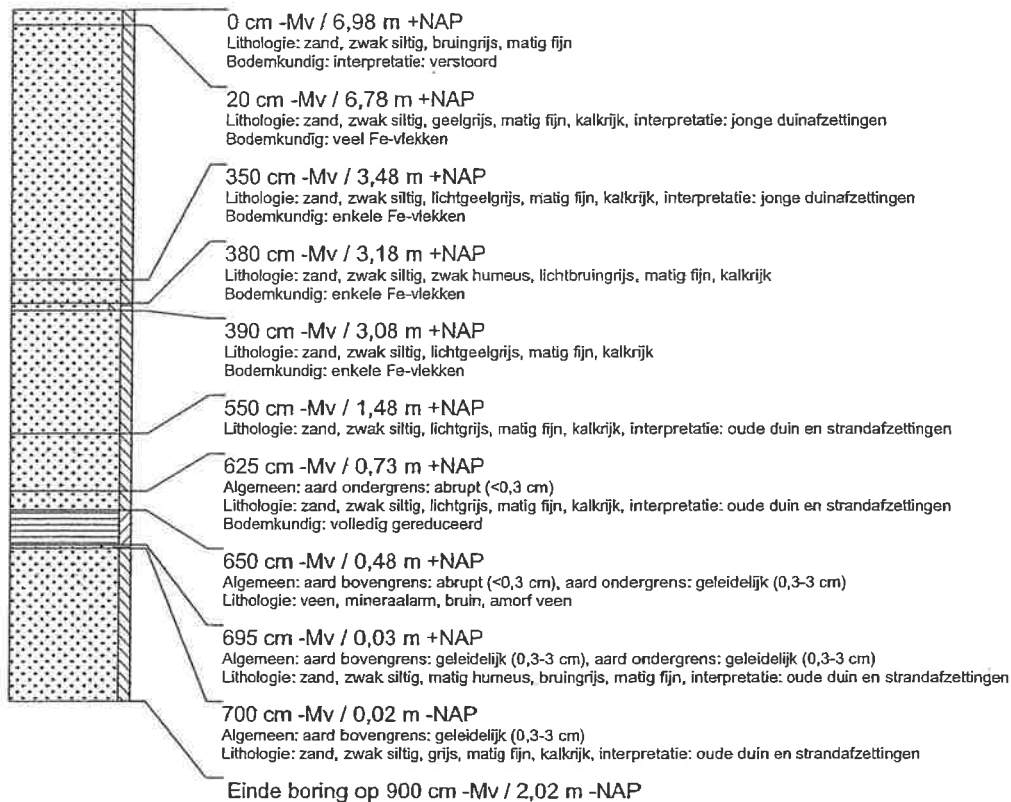 0 cm -Mv / 6,98 m +NAP
Lithologie: zand, zwak siltig, bruingrijs, matig fijn
Bodemkundig: interpretatie: verstoord
20 cm -Mv / 6,78 m +NAP
Lithologie: zand, zwak siltig, geelgrijs, matig fijn, kalkrijk, interpretatie: jonge duinafzettingen
Bodemkundig: veel Fe-vlekken
350 cm -Mv / 3,48 m +NAP
Lithologie: zand, zwak siltig, lichtgeelgrijs, matig fijn, kalkrijk, interpretatie: jonge duinafzettingen
Bodemkundig: enkele Fe-vlekken
380 cm -Mv / 3,18 m +NAP
Lithologie: zand, zwak siltig, zwak humeus, lichtbruingrijs, matig fijn, kalkrijk
Bodemkundig: enkele Fe-vlekken
390 cm -Mv / 3,08 m +NAP
Lithologie: zand, zwak siltig, lichtgeelgrijs, matig fijn, kalkrijk
Bodemkundig: enkele Fe-vlekken
550 cm -Mv / 1,48 m +NAP
Lithologie: zand, zwak siltig, lichtgrijs, matig fijn, kalkrijk, interpretatie: oude duin en strandafzettingen
625 cm -Mv / 0,73 m +NAP
Algemeen: aard ondergrens: abrupt (<0,3 cm)
Lithologie: zand, zwak siltig, lichtgrijs, matig fijn, kalkrijk, interpretatie: oude duin en strandafzettingen
Bodemkundig: volledig gereduceerd
650 cm -Mv / 0,48 m +NAP
Algemeen: aard bovengrens: abrupt (<0,3 cm), aard ondergrens: geleidelijk (0,3-3 cm)
Lithologie: veen, mineraalarm, bruin, amorf veen
695 cm -Mv / 0,03 m +NAP
Algemeen: aard bovengrens: geleidelijk (0,3-3 cm), aard ondergrens: geleidelijk (0,3-3 cm)
Lithologie: zand, zwak siltig, matig humeus, bruingrijs, matig fijn, interpretatie: oude duin en strandafzettingen
700 cm -Mv / 0,02 m -NAP
Algemeen: aard bovengrens: geleidelijk (0,3-3 cm)
Lithologie: zand, zwak siltig, grijs, matig fijn, kalkrijk, interpretatie: oude duin en strandafzettingen
Einde boring op 900 cm -Mv / 2,02 m -NAP